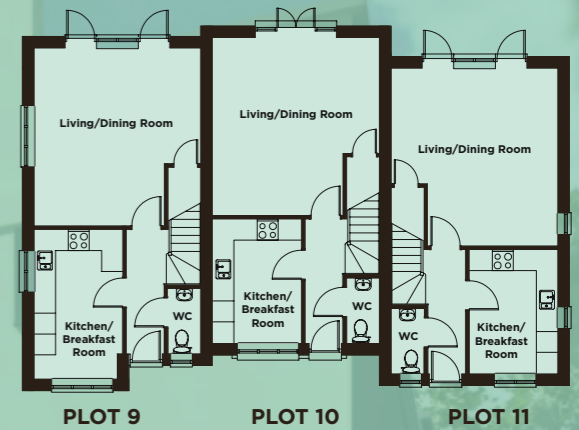 Living/Dining Room
Kitchen/
Breakfast
Room
WC
PLOT 9
Living/Dining Room
Kitchen/
Breakfast
Room
WC
PLOT 10
Living/Dining Room
WC
Kitchen/
Breakfast
Room
PLOT 11